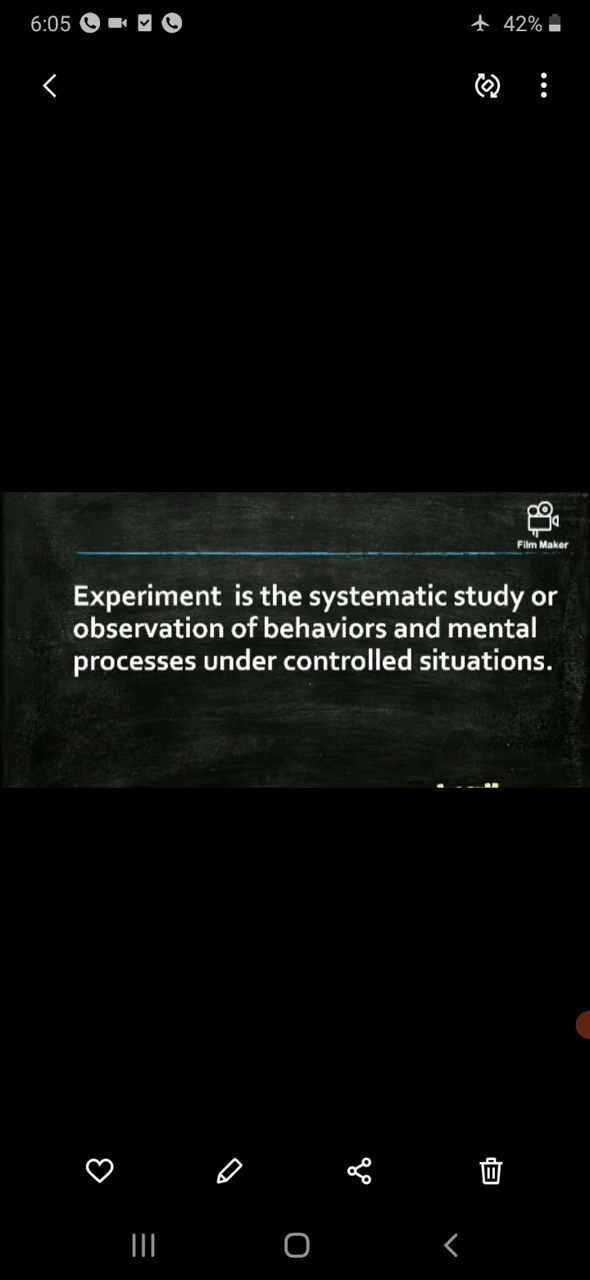 6:05 42%
Film Maker
Experiment is the systematic study or
observation of behaviors and mental
processes under controlled situations.